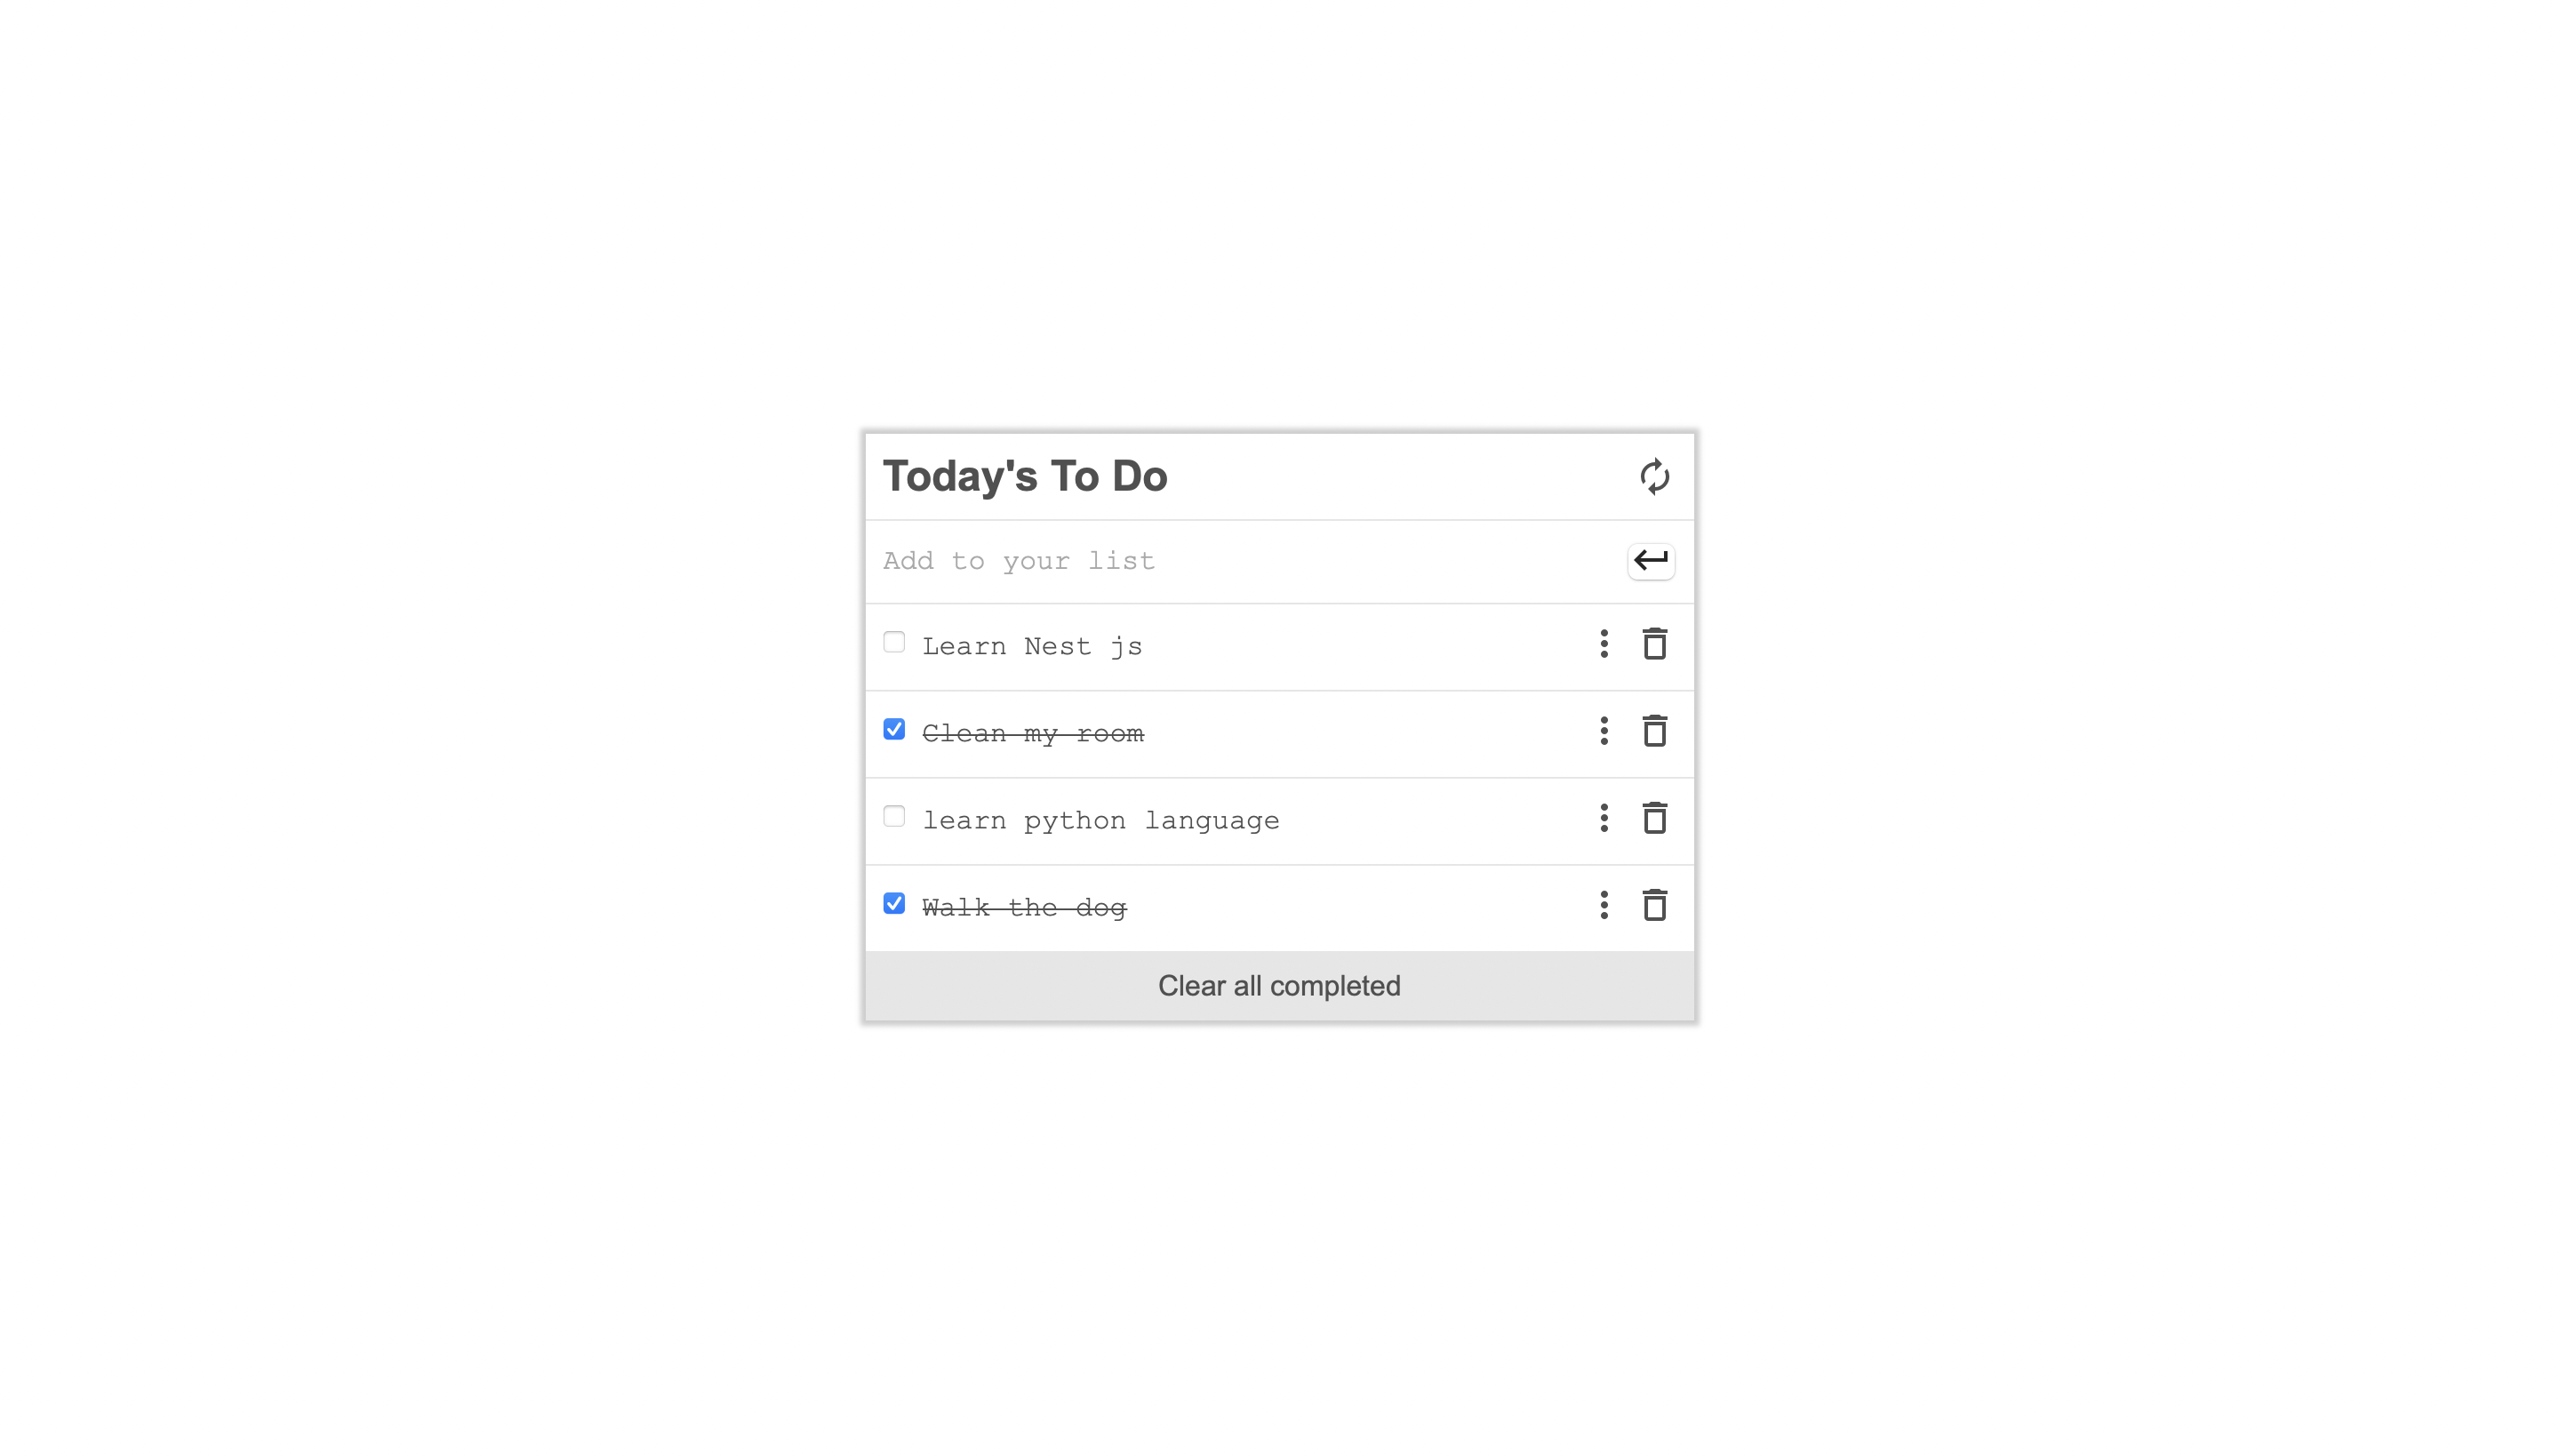 Today's To Do
Add to your list
Learn Nest js
Clean my room
learn python language
Walk the dog
Clear all completed